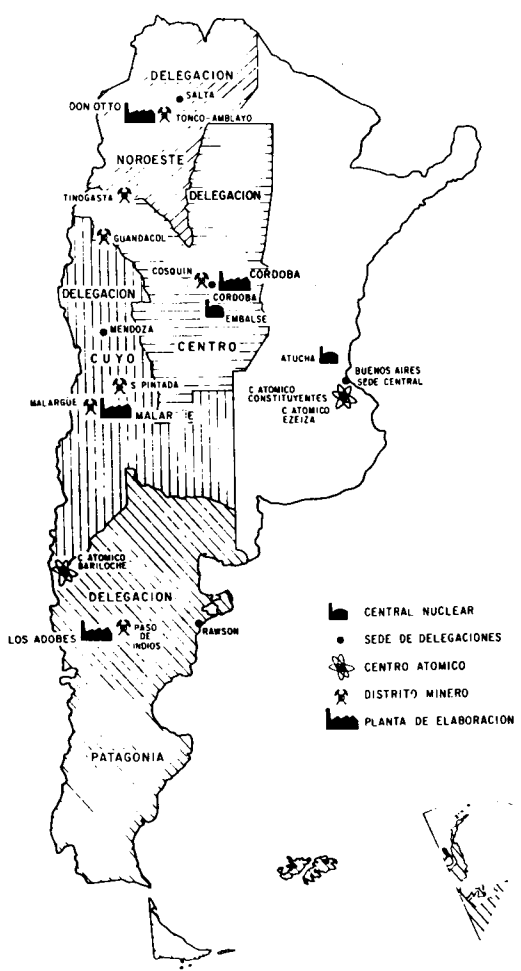 DELEGACION
SALTA
DON OTTO
TONCO-AMBLAYO
NOROESTE
TINOGASTA
DELEGACION
GUANDACOL
COSQUIN
CORDOBA
CORDOBA
DELEGACION
EMBALSE
MENDOZA
CENTRO
ATUCHA
CUYO
BUENOS AIRES
SEDE CENTRAL
S. PINTADA
C ATOMICO
CONSTITUYENTES
MALARGUE
C ATOMICO
EZEIZA
C ATOMICO
BARILOCHE
DELEGACION
CENTRAL NUCLEAR
LOS ADOBES
PASO
DE
INDIOS
RAWSON
SEDE DE DELEGACIONES
CENTRO ATOMICO
DISTRITO MINERO
PLANTA DE ELABORACION
PATAGONIA